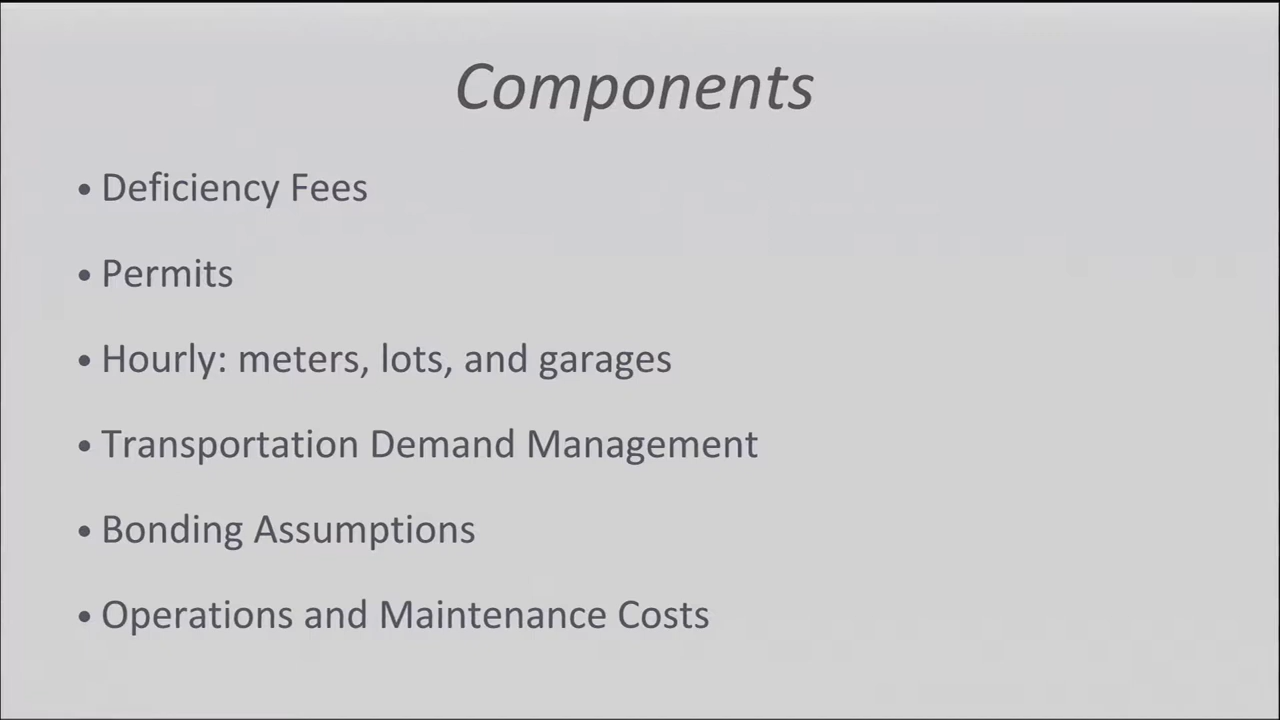 Components
• Deficiency Fees
• Permits
• Hourly: meters, lots, and garages
• Transportation Demand Management
• Bonding Assumptions
• Operations and Maintenance Costs